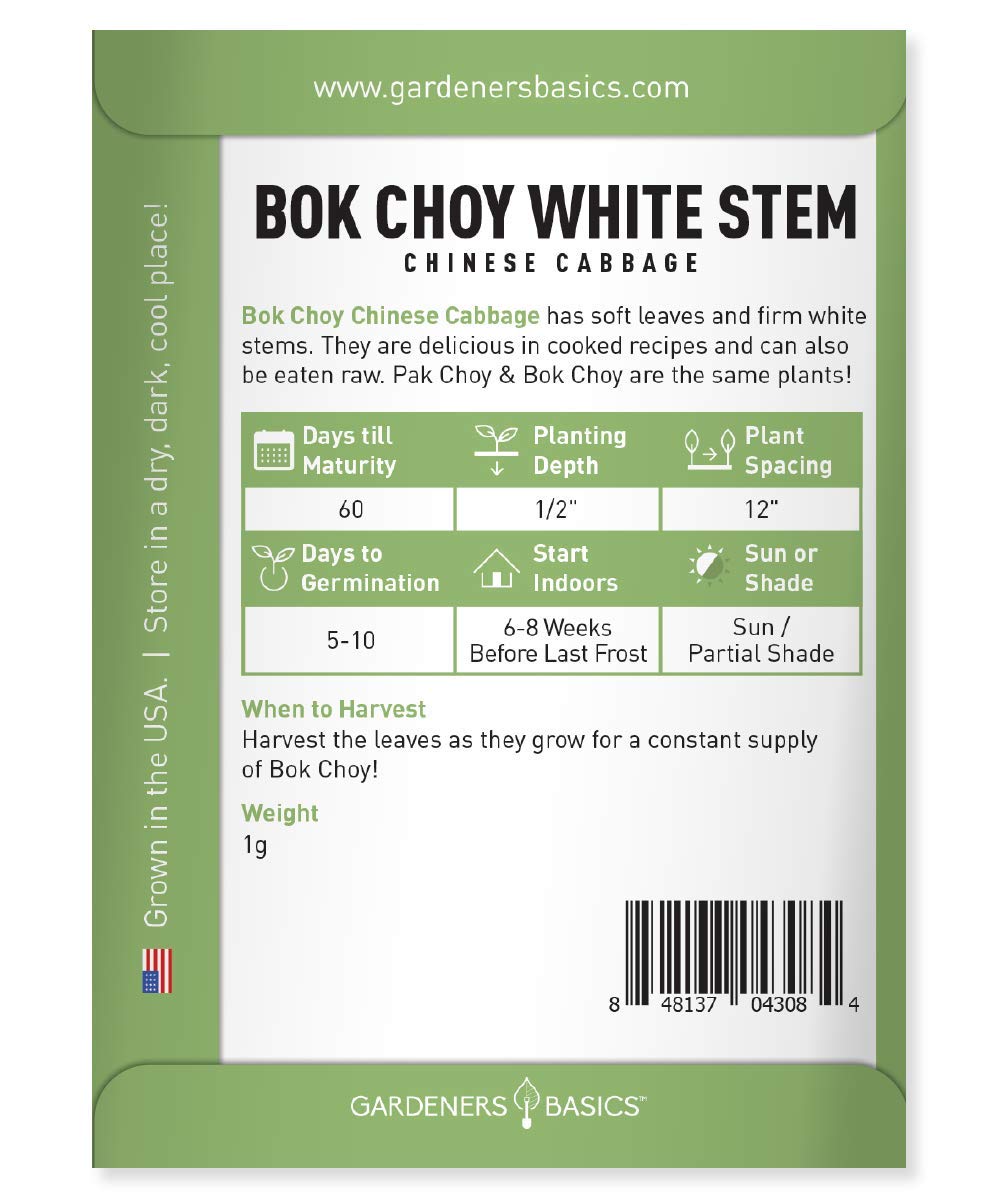 www.gardenersbasics.com
BOK CHOY WHITE STEM
CHINESE CABBAGE
Bok Choy Chinese Cabbage has soft leaves and firm white
stems. They are delicious in cooked recipes and can also
be eaten raw. Pak Choy & Bok Choy are the same plants!
Days till
Maturity
60
Planting
Depth
1/2"
Plant
Spacing
12"
Days to
Germination
5-10
Start
Indoors
6-8 Weeks
Before Last Frost
Sun or
Shade
Sun /
Partial Shade
When to Harvest
Harvest the leaves as they grow for a constant supply
of Bok Choy!
Weight
1g
8 48137 04308 4
Grown in the USA. | Store in a dry, dark, cool place!
GARDENERS BASICS™